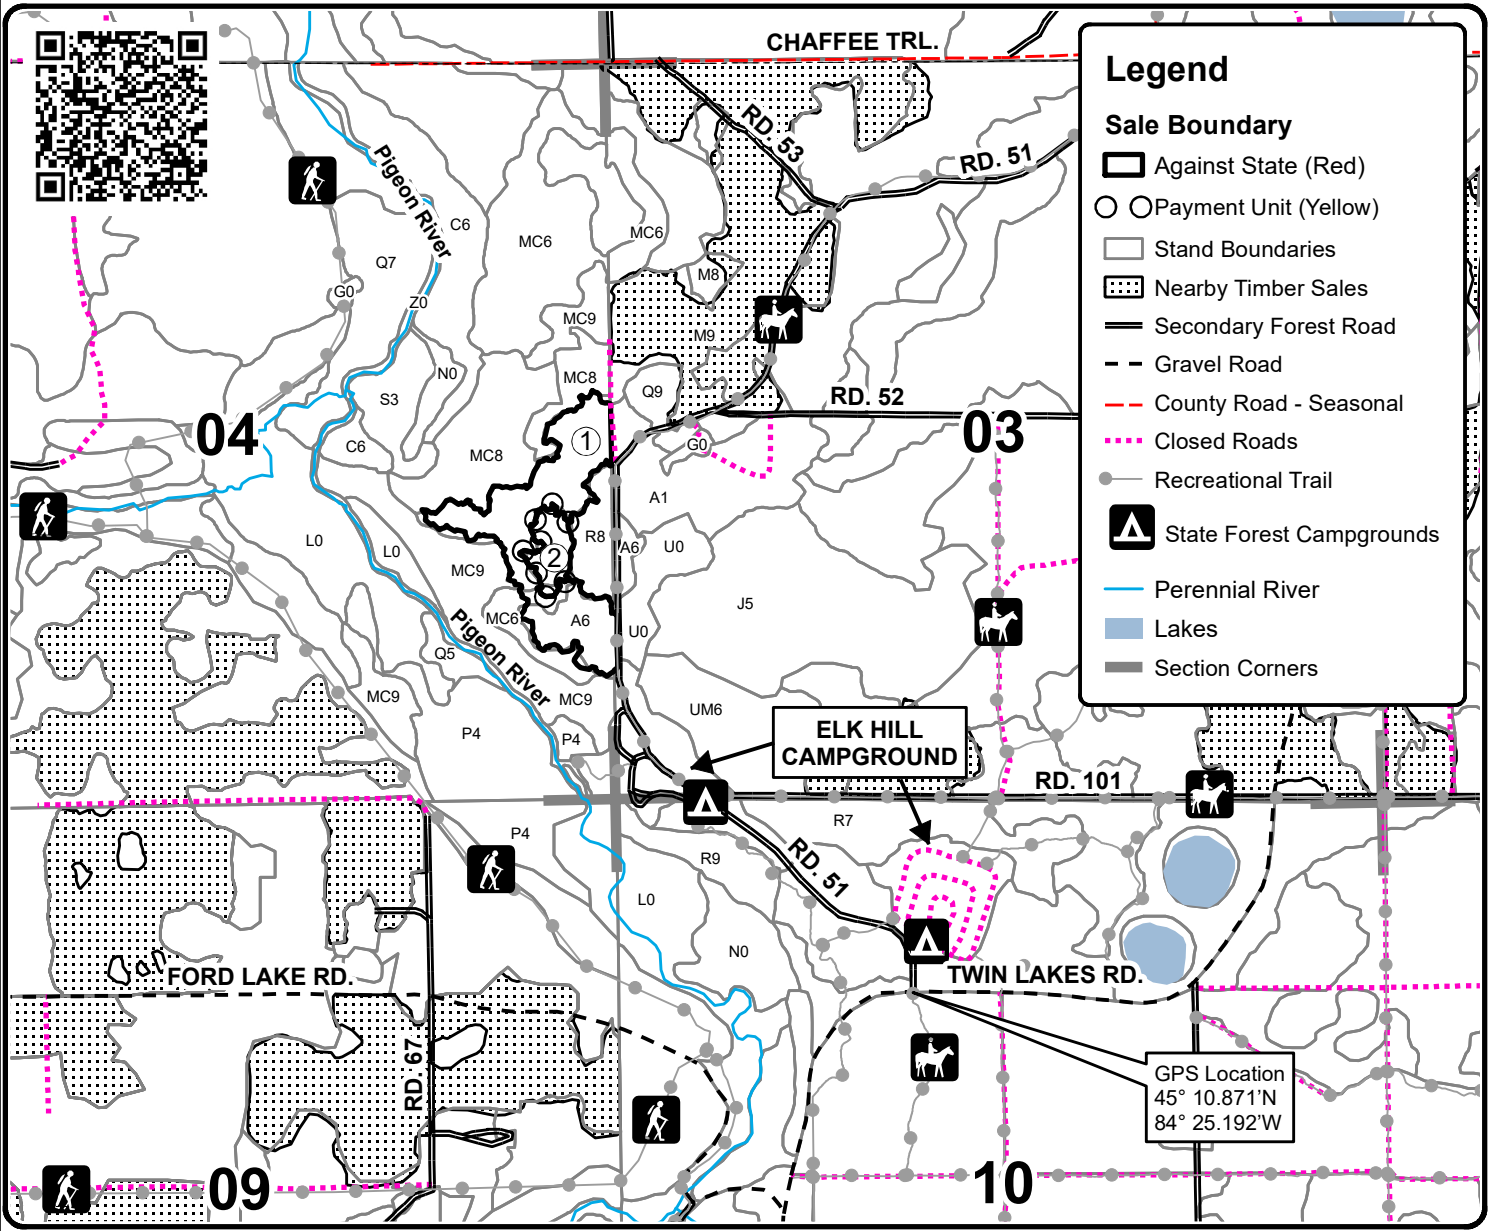 CHAFFEE TRL.
RD. 53
RD. 51
Pigeon River
C6
MC6
MC6
Q7
M8
G0
Z0
MC9
M9
N0
MC8
Q9
S3
RD. 52
04
03
C6
MC8
1
G0
A1
L0
L0
R8
A6
U0
2
MC9
J5
MC6
A6
U0
Pigeon River
Q5
MC9
MC9
UM6
P4
P4
ELK HILL
CAMPGROUND
RD. 101
P4
R7
R9
RD. 51
L0
N0
FORD LAKE RD.
TWIN LAKES RD.
RD. 67
GPS Location
45° 10.871'N
84° 25.192'W
09
10
Legend
Sale Boundary
Against State (Red)
Payment Unit (Yellow)
Stand Boundaries
Nearby Timber Sales
Secondary Forest Road
Gravel Road
County Road - Seasonal
Closed Roads
Recreational Trail
State Forest Campgrounds
Perennial River
Lakes
Section Corners